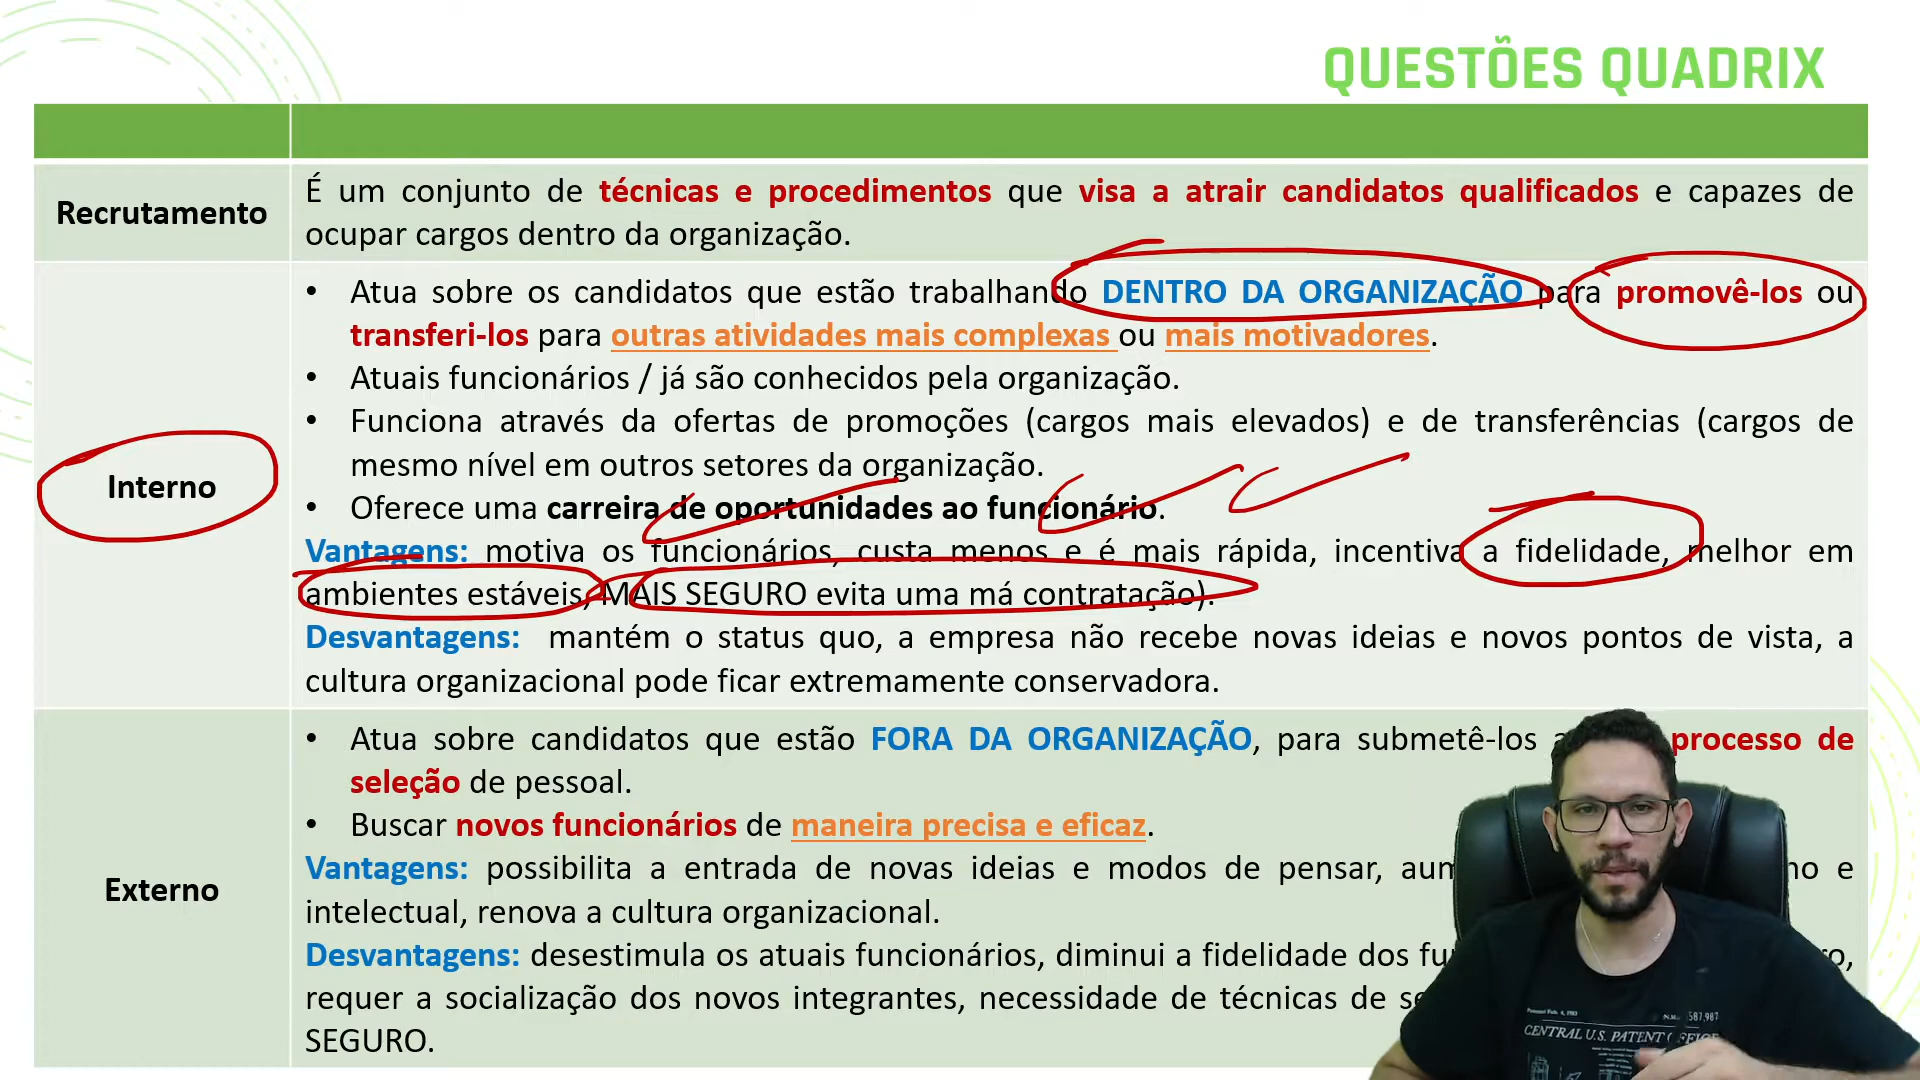 QUESTÕES QUADRIX
Recrutamento
É um conjunto de técnicas e procedimentos que visa a atrair candidatos qualificados e capazes de
ocupar cargos dentro da organização.
Interno
• Atua sobre os candidatos que estão trabalhando DENTRO DA ORGANIZAÇÃO para promovê-los ou
transferi-los para outras atividades mais complexas ou mais motivadores.
• Atuais funcionários / já são conhecidos pela organização.
• Funciona através da ofertas de promoções (cargos mais elevados) e de transferências (cargos de
mesmo nível em outros setores da organização.
• Oferece uma carreira de oportunidades ao funcionário.
Vantagens: motiva os funcionários, custa menos e é mais rápida, incentiva a fidelidade, melhor em
ambientes estáveis, MAIS SEGURO evita uma má contratação).
Desvantagens: mantém o status quo, a empresa não recebe novas ideias e novos pontos de vista, a
cultura organizacional pode ficar extremamente conservadora.
Externo
• Atua sobre candidatos que estão FORA DA ORGANIZAÇÃO, para submetê-los processo de
seleção de pessoal.
• Buscar novos funcionários de maneira precisa e eficaz.
Vantagens: possibilita a entrada de novas ideias e modos de pensar, e
intelectual, renova a cultura organizacional.
Desvantagens: desestimula os atuais funcionários, diminui a fidelidade dos
requer a socialização dos novos integrantes, necessidade de técnicas de
SEGURO.
CENTRAL U.S. PATENT